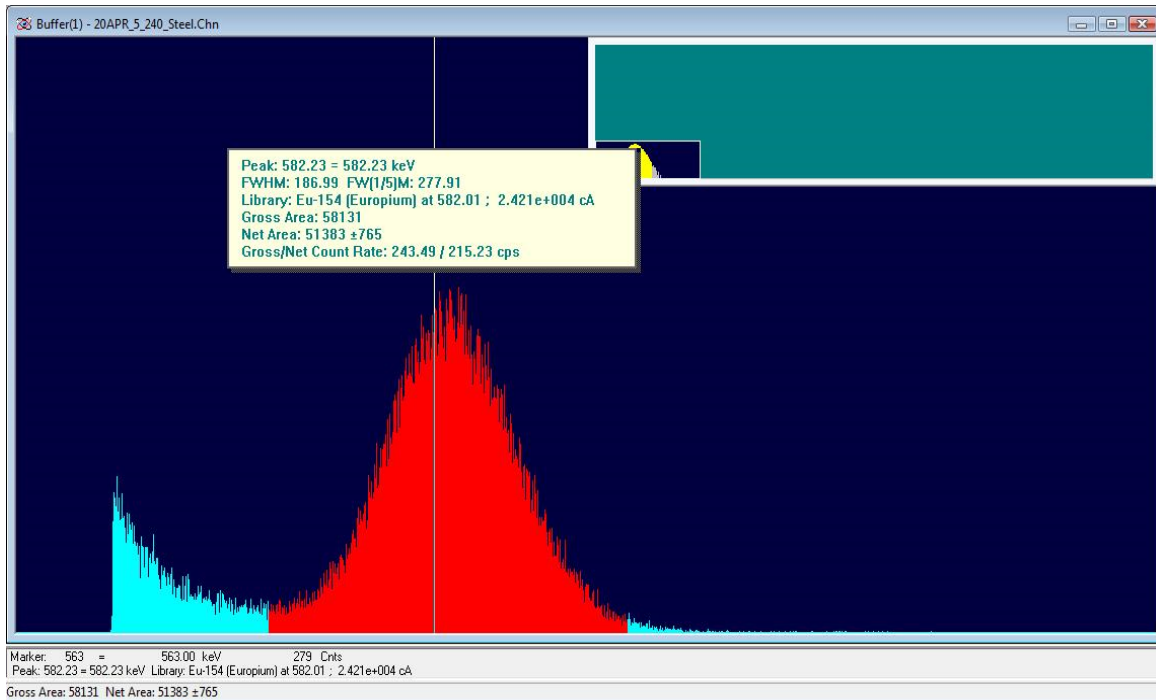 Buffer(1) - 20APR_5_240_Steel.Chn
Peak: 582.23 = 582.23 keV
FWHM: 186.99 FW(1/5)M: 277.91
Library: Eu-154 (Europium) at 582.01 ; 2.421e+004 cA
Gross Area: 58131
Net Area: 51383 ±765
Gross/Net Count Rate: 243.49 / 215.23 cps
Marker: 563 = 563.00 keV 279 Cnts
Peak: 582.23 = 582.23 keV Library: Eu-154 (Europium) at 582.01 ; 2.421e+004 cA
Gross Area: 58131 Net Area: 51383 ±765